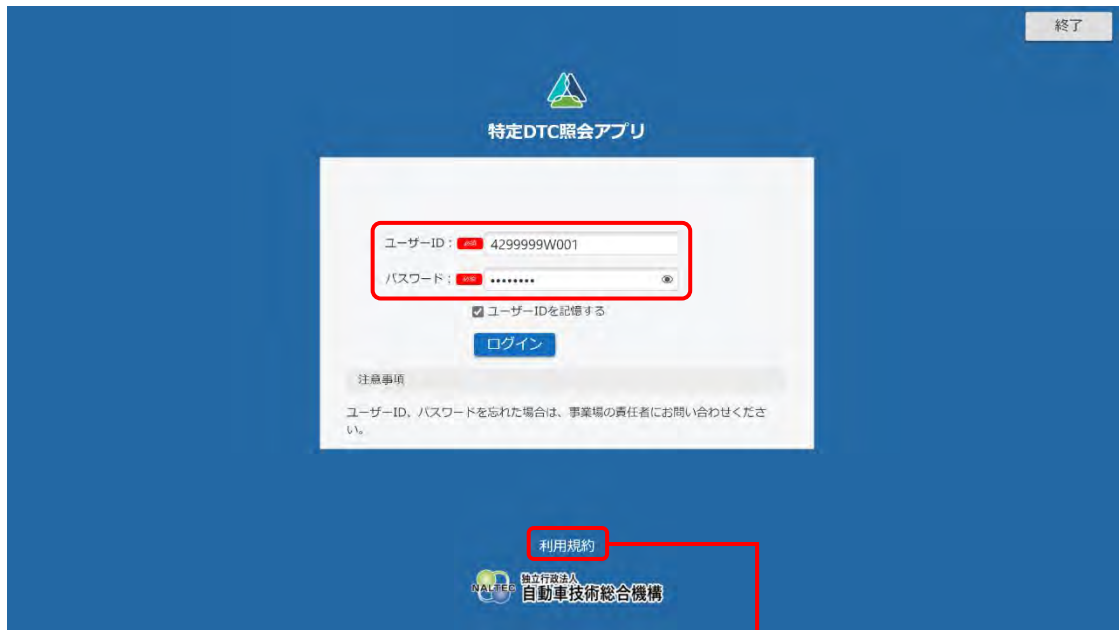 終了
特定DTC照会アプリ
ユーザーID： 必須 4299999W001
パスワード： 必須 ••••••••
ユーザーIDを記憶する
ログイン
注意事項
ユーザーID、パスワードを忘れた場合は、事業場の責任者にお問い合わせくださ
い。
利用規約
NALTEC 独立行政法人
自動車技術総合機構